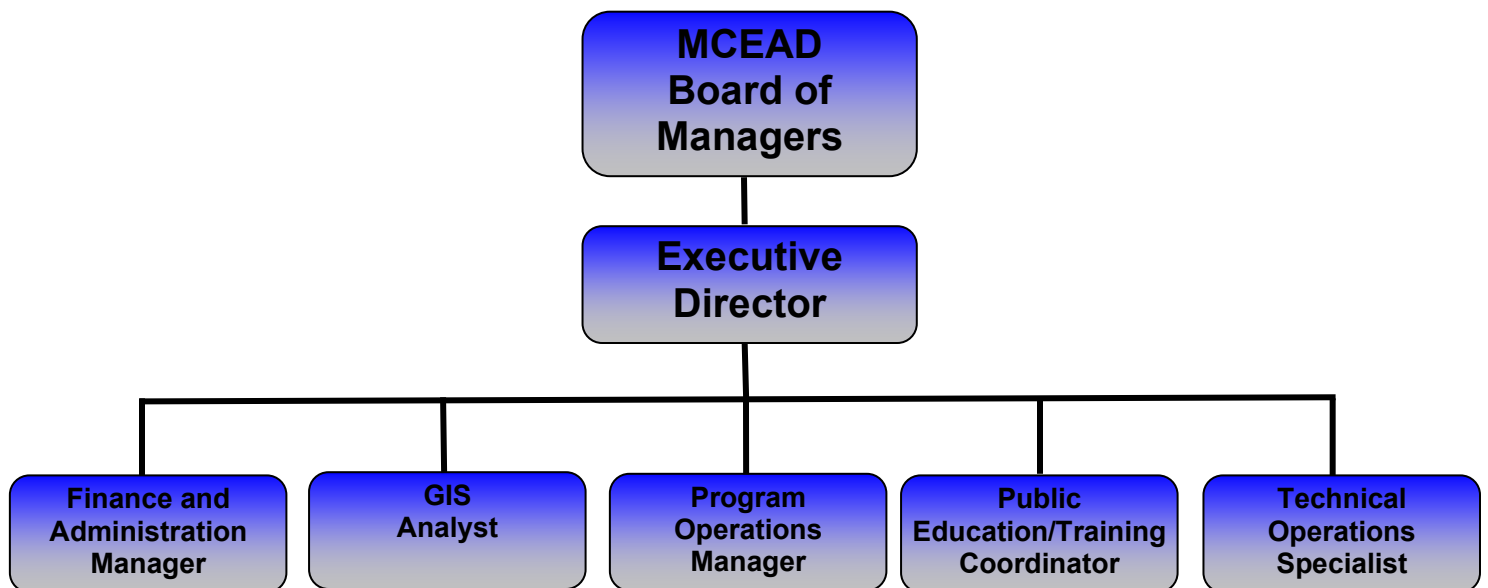 MCEAD
Board of
Managers
Executive
Director
Finance and
Administration
Manager
GIS
Analyst
Program
Operations
Manager
Public
Education/Training
Coordinator
Technical
Operations
Specialist